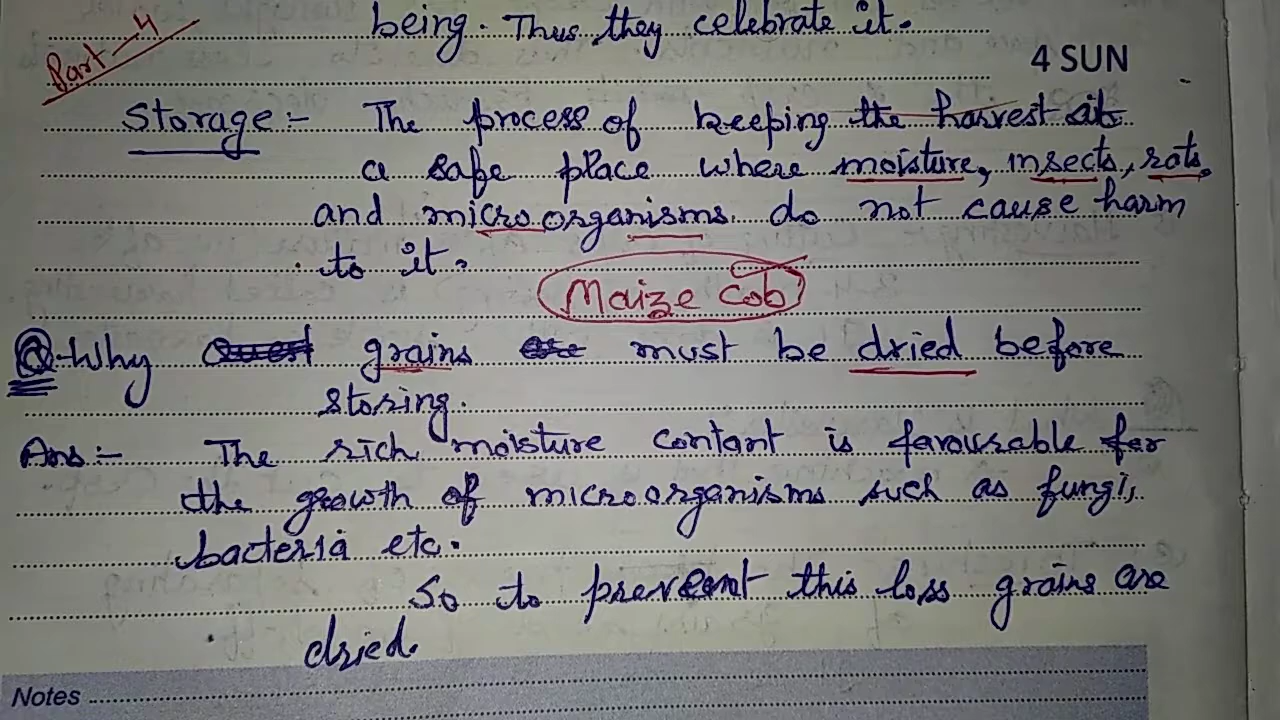 being. Thus they celebrate it.
Part-4
4 SUN
Storage:- The process of keeping the harvest at
a safe place where moisture, insects, rats,
and microorganisms do not cause harm
to it.
Maize Cob
Q.-Why grains must be dried before
storing.
Ans:- The rich moisture contant is favourable for
the growth of microorganisms such as fungi,
bacteria etc.
So to prevent this loss grains are
dried.
Notes